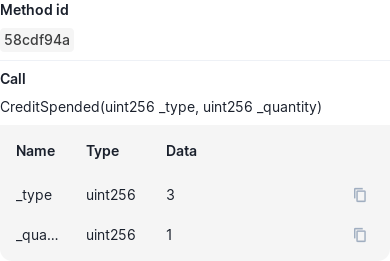 Method id
58cdf94a
Call
CreditSpended(uint256 _type, uint256 _quantity)
Name Type Data
_type uint256 3
_qua... uint256 1